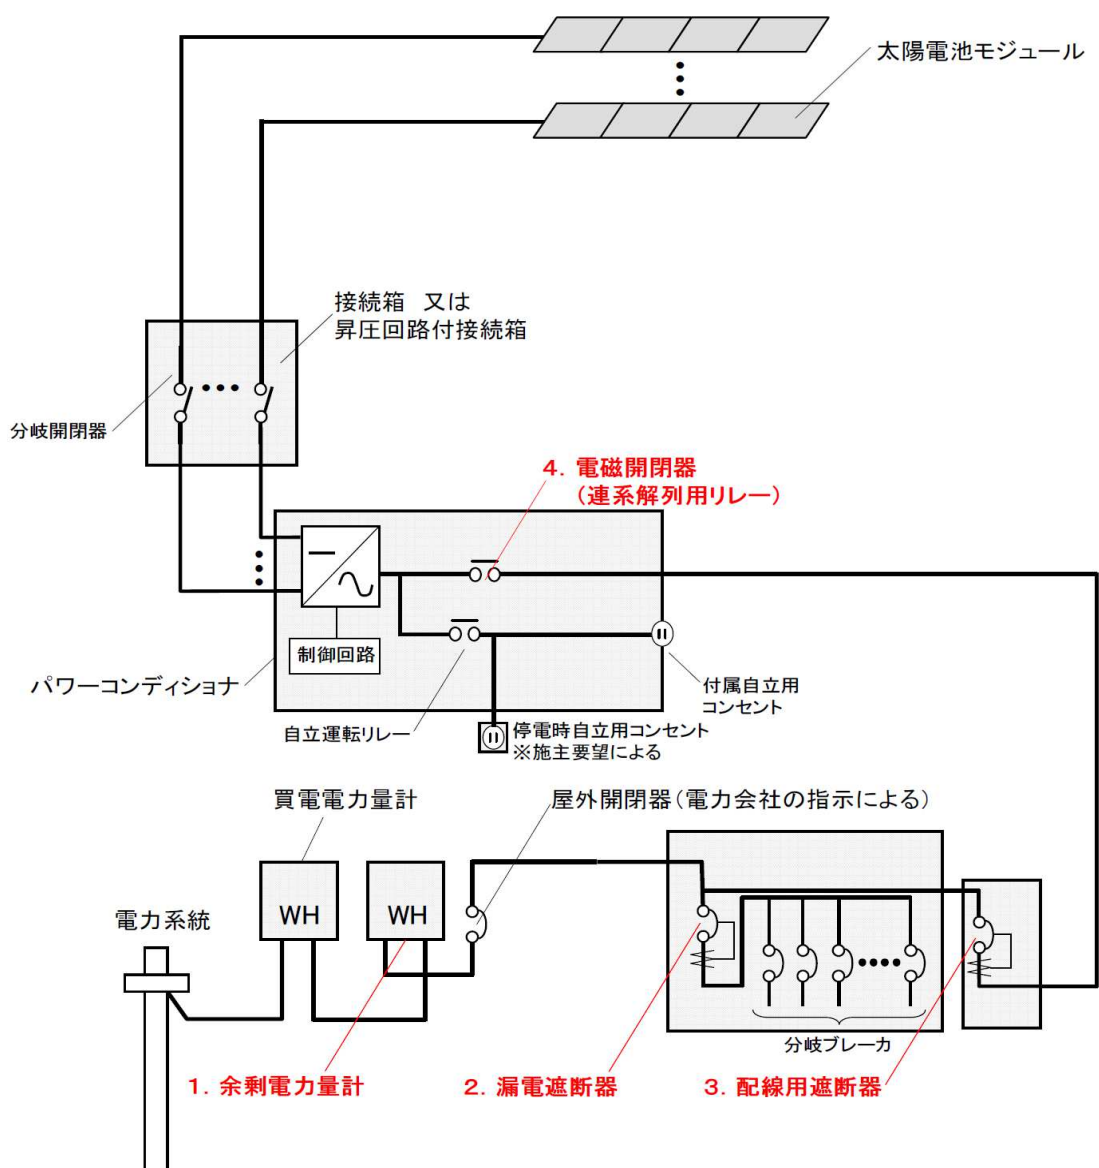 太陽電池モジュール
接続箱　又は
昇圧回路付接続箱
分岐開閉器
4. 電磁開閉器
（連系解列用リレー）
制御回路
パワーコンディショナ
付属自立用
コンセント
自立運転リレー
停電時自立用コンセント
※施主要望による
買電電力量計
屋外開閉器（電力会社の指示による）
WH
WH
電力系統
分岐ブレーカ
1. 余剰電力量計
2. 漏電遮断器
3. 配線用遮断器